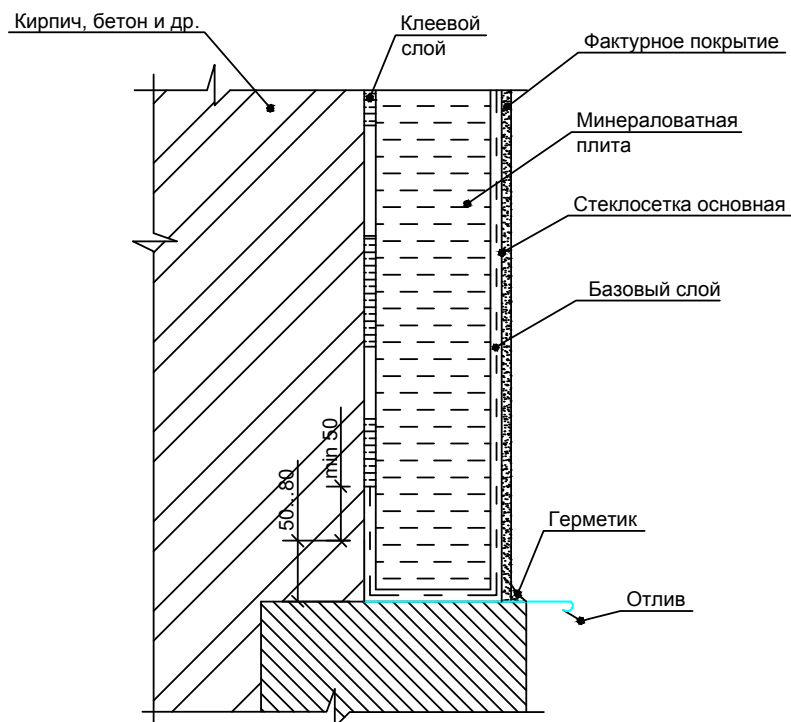 Кирпич, бетон и др.
Клеевой
слой
Фактурное покрытие
Минераловатная
плита
Стеклосетка основная
Базовый слой
min 50
50...80
Герметик
Отлив